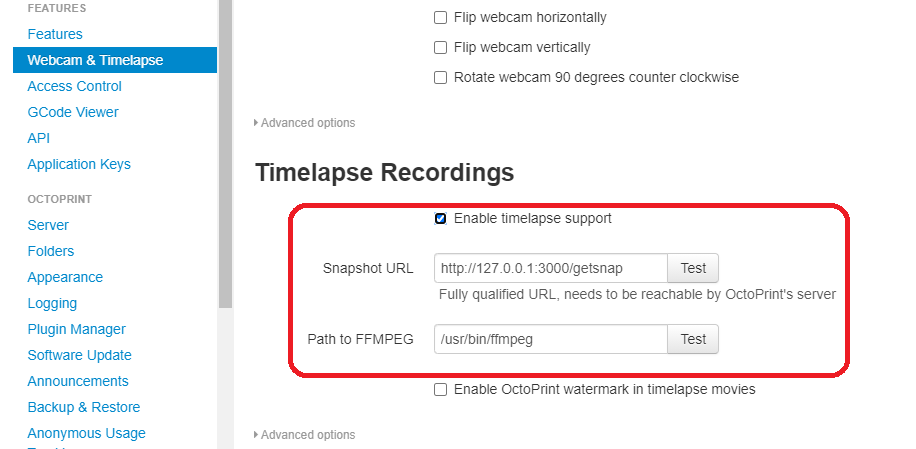 FEATURES
Features
Webcam & Timelapse
Access Control
GCode Viewer
API
Application Keys
OCTOPRINT
Server
Folders
Appearance
Logging
Plugin Manager
Software Update
Announcements
Backup & Restore
Anonymous Usage
Flip webcam horizontally
Flip webcam vertically
Rotate webcam 90 degrees counter clockwise
Advanced options
Timelapse Recordings
Enable timelapse support
Snapshot URL http://127.0.0.1:3000/getsnap Test
Fully qualified URL, needs to be reachable by OctoPrint's server
Path to FFMPEG /usr/bin/ffmpeg Test
Enable OctoPrint watermark in timelapse movies
Advanced options